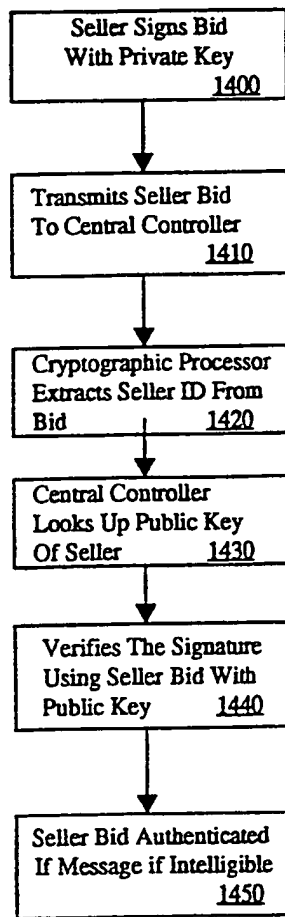 Seller Signs Bid
With Private Key
1400
Transmits Seller Bid
To Central Controller
1410
Cryptographic Processor
Extracts Seller ID From
Bid 1420
Central Controller
Looks Up Public Key
Of Seller 1430
Verifies The Signature
Using Seller Bid With
Public Key 1440
Seller Bid Authenticated
If Message if Intelligible
1450